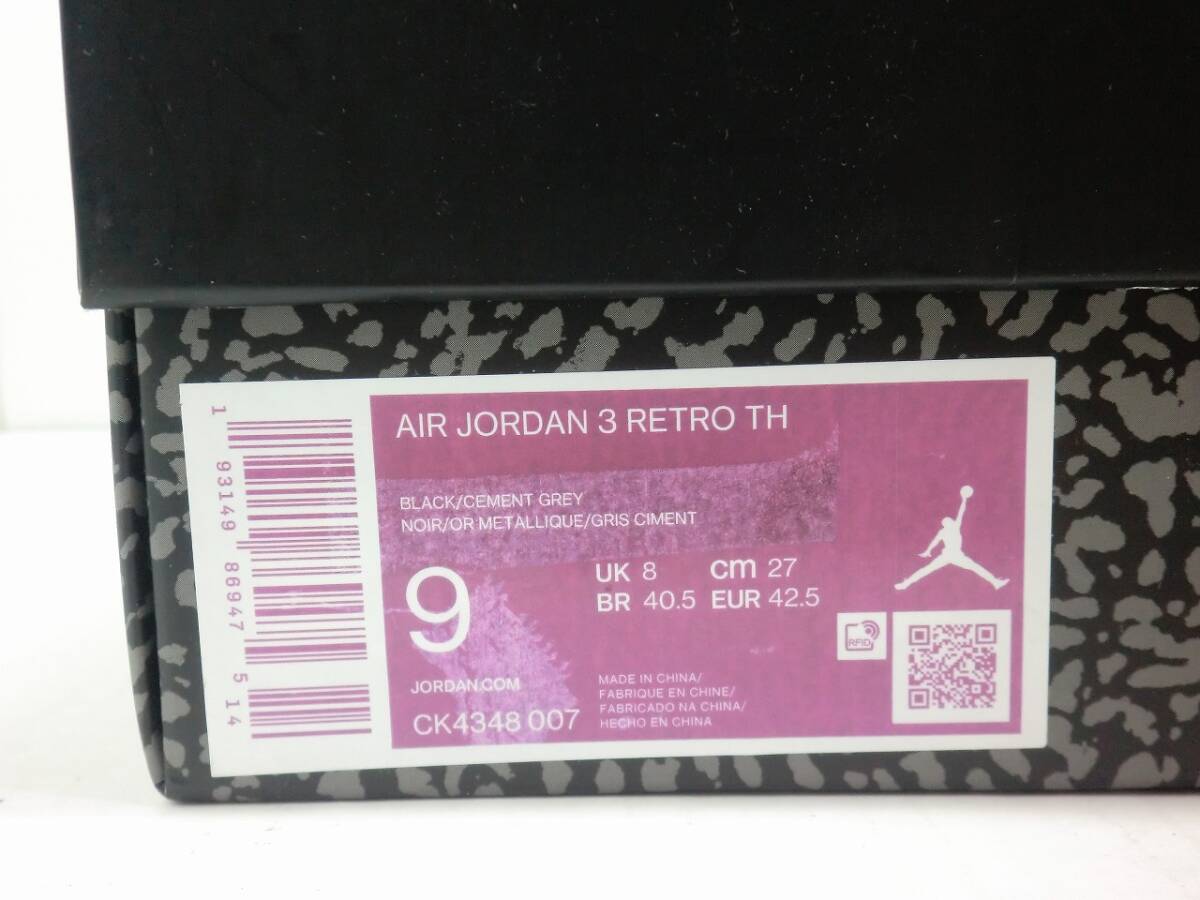 AIR JORDAN 3 RETRO TH
BLACK/CEMENT GREY
NOIR/OR METALLIQUE/GRIS CIMENT
9
UK 8 cm 27
BR 40.5 EUR 42.5
JORDAN.COM
CK4348 007
MADE IN CHINA/
FABRIQUE EN CHINE/
FABRICADO NA CHINA/
HECHO EN CHINA
RFID
1 93149 86947 5 14